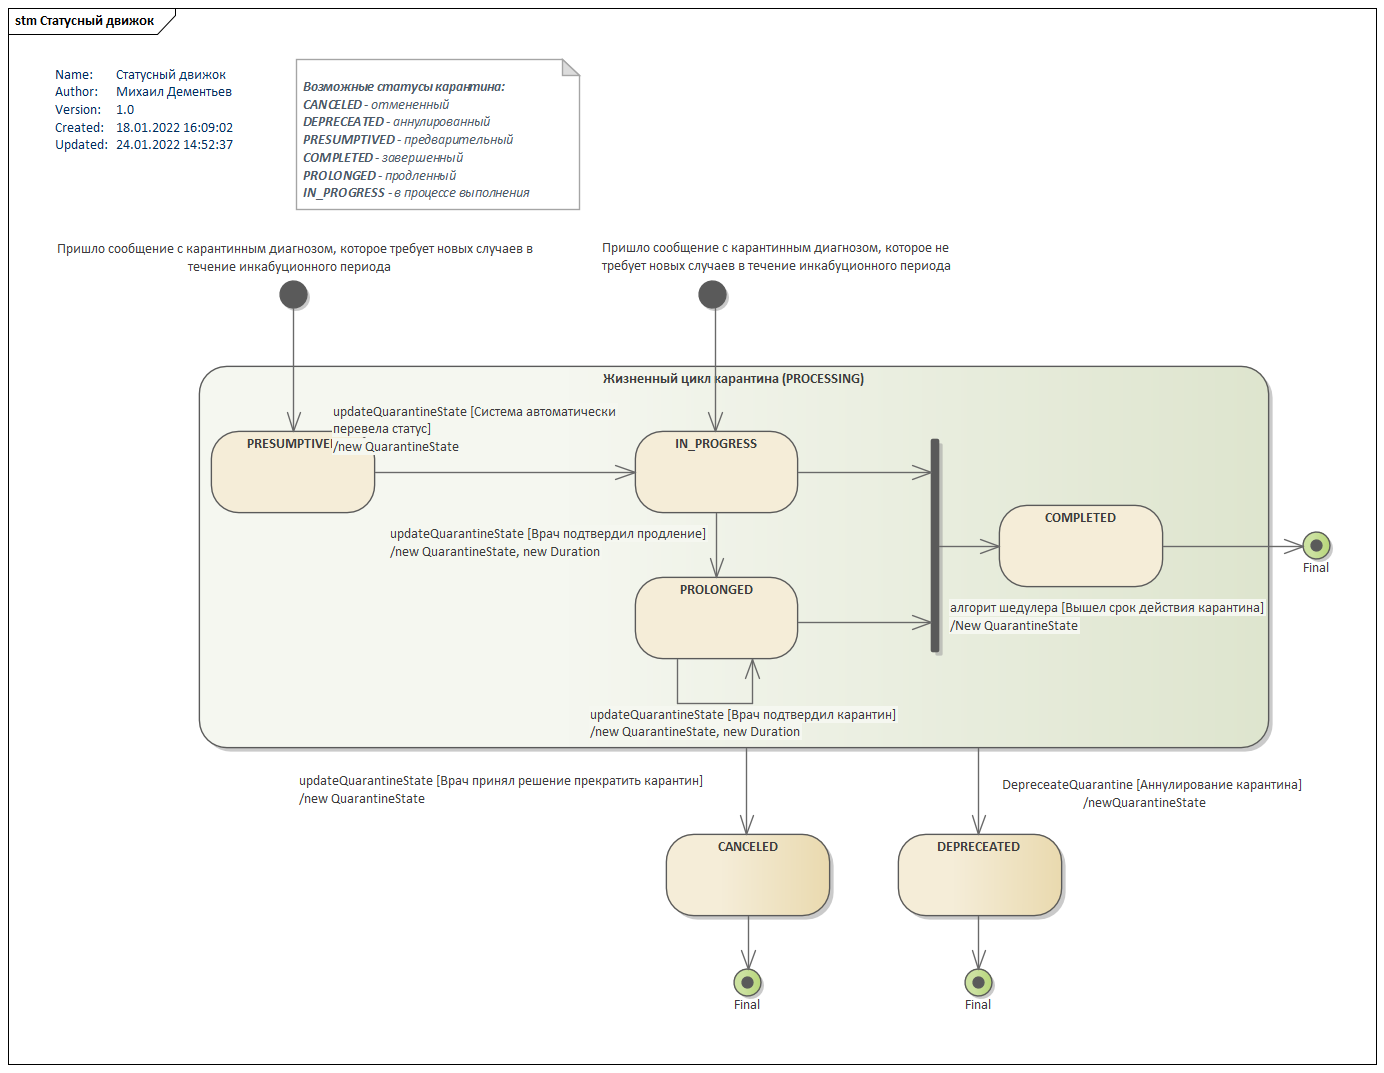 stm Статусный движок
Name: Статусный движок
Author: Михаил Дементьев
Version: 1.0
Created: 18.01.2022 16:09:02
Updated: 24.01.2022 14:52:37
Возможные статусы карантина:
CANCELED - отмененный
DEPRECEATED - аннулированный
PRESUMPTIVED - предварительный
COMPLETED - завершенный
PROLONGED - продленный
IN_PROGRESS - в процессе выполнения
Пришло сообщение с карантинным диагнозом, которое требует новых случаев в
течение инкабуционного периода
Пришло сообщение с карантинным диагнозом, которое не
требует новых случаев в течение инкабуционного периода
Жизненный цикл карантина (PROCESSING)
updateQuarantineState [Система автоматически
перевела статус]
/new QuarantineState
PRESUMPTIVE
IN_PROGRESS
updateQuarantineState [Врач подтвердил продление]
/new QuarantineState, new Duration
COMPLETED
Final
PROLONGED
алгорит шедулера [Вышел срок действия карантина]
/New QuarantineState
updateQuarantineState [Врач подтвердил карантин]
/new QuarantineState, new Duration
updateQuarantineState [Врач принял решение прекратить карантин]
/new QuarantineState
DepreceateQuarantine [Аннулирование карантина]
/newQuarantineState
CANCELED
DEPRECEATED
Final
Final